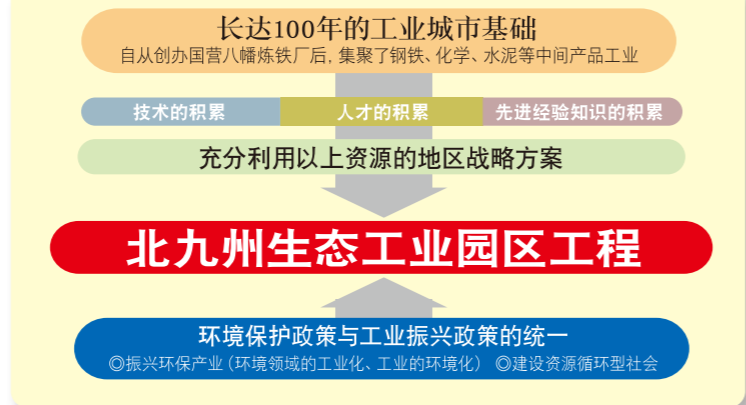 长达100年的工业城市基础
自从创办国营八幡炼铁厂后，集聚了钢铁、化学、水泥等中间产品工业
技术的积累 人才的积累 先进经验知识的积累
充分利用以上资源的地区战略方案
北九州生态工业园区工程
环境保护政策与工业振兴政策的统一
◎振兴环保产业（环境领域的工业化、工业的环境化） ◎建设资源循环型社会